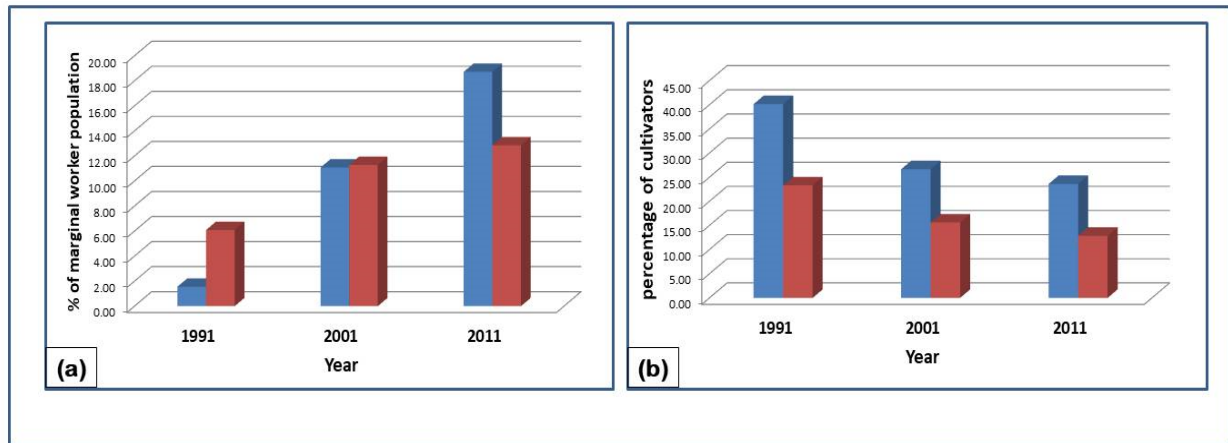 % of marginal worker population
20.00
18.00
16.00
14.00
12.00
10.00
8.00
6.00
4.00
2.00
0.00
1991 2001 2011
Year
(a)
percentage of cultivators
45.00
40.00
35.00
30.00
25.00
20.00
15.00
10.00
5.00
0.00
1991 2001 2011
Year
(b)